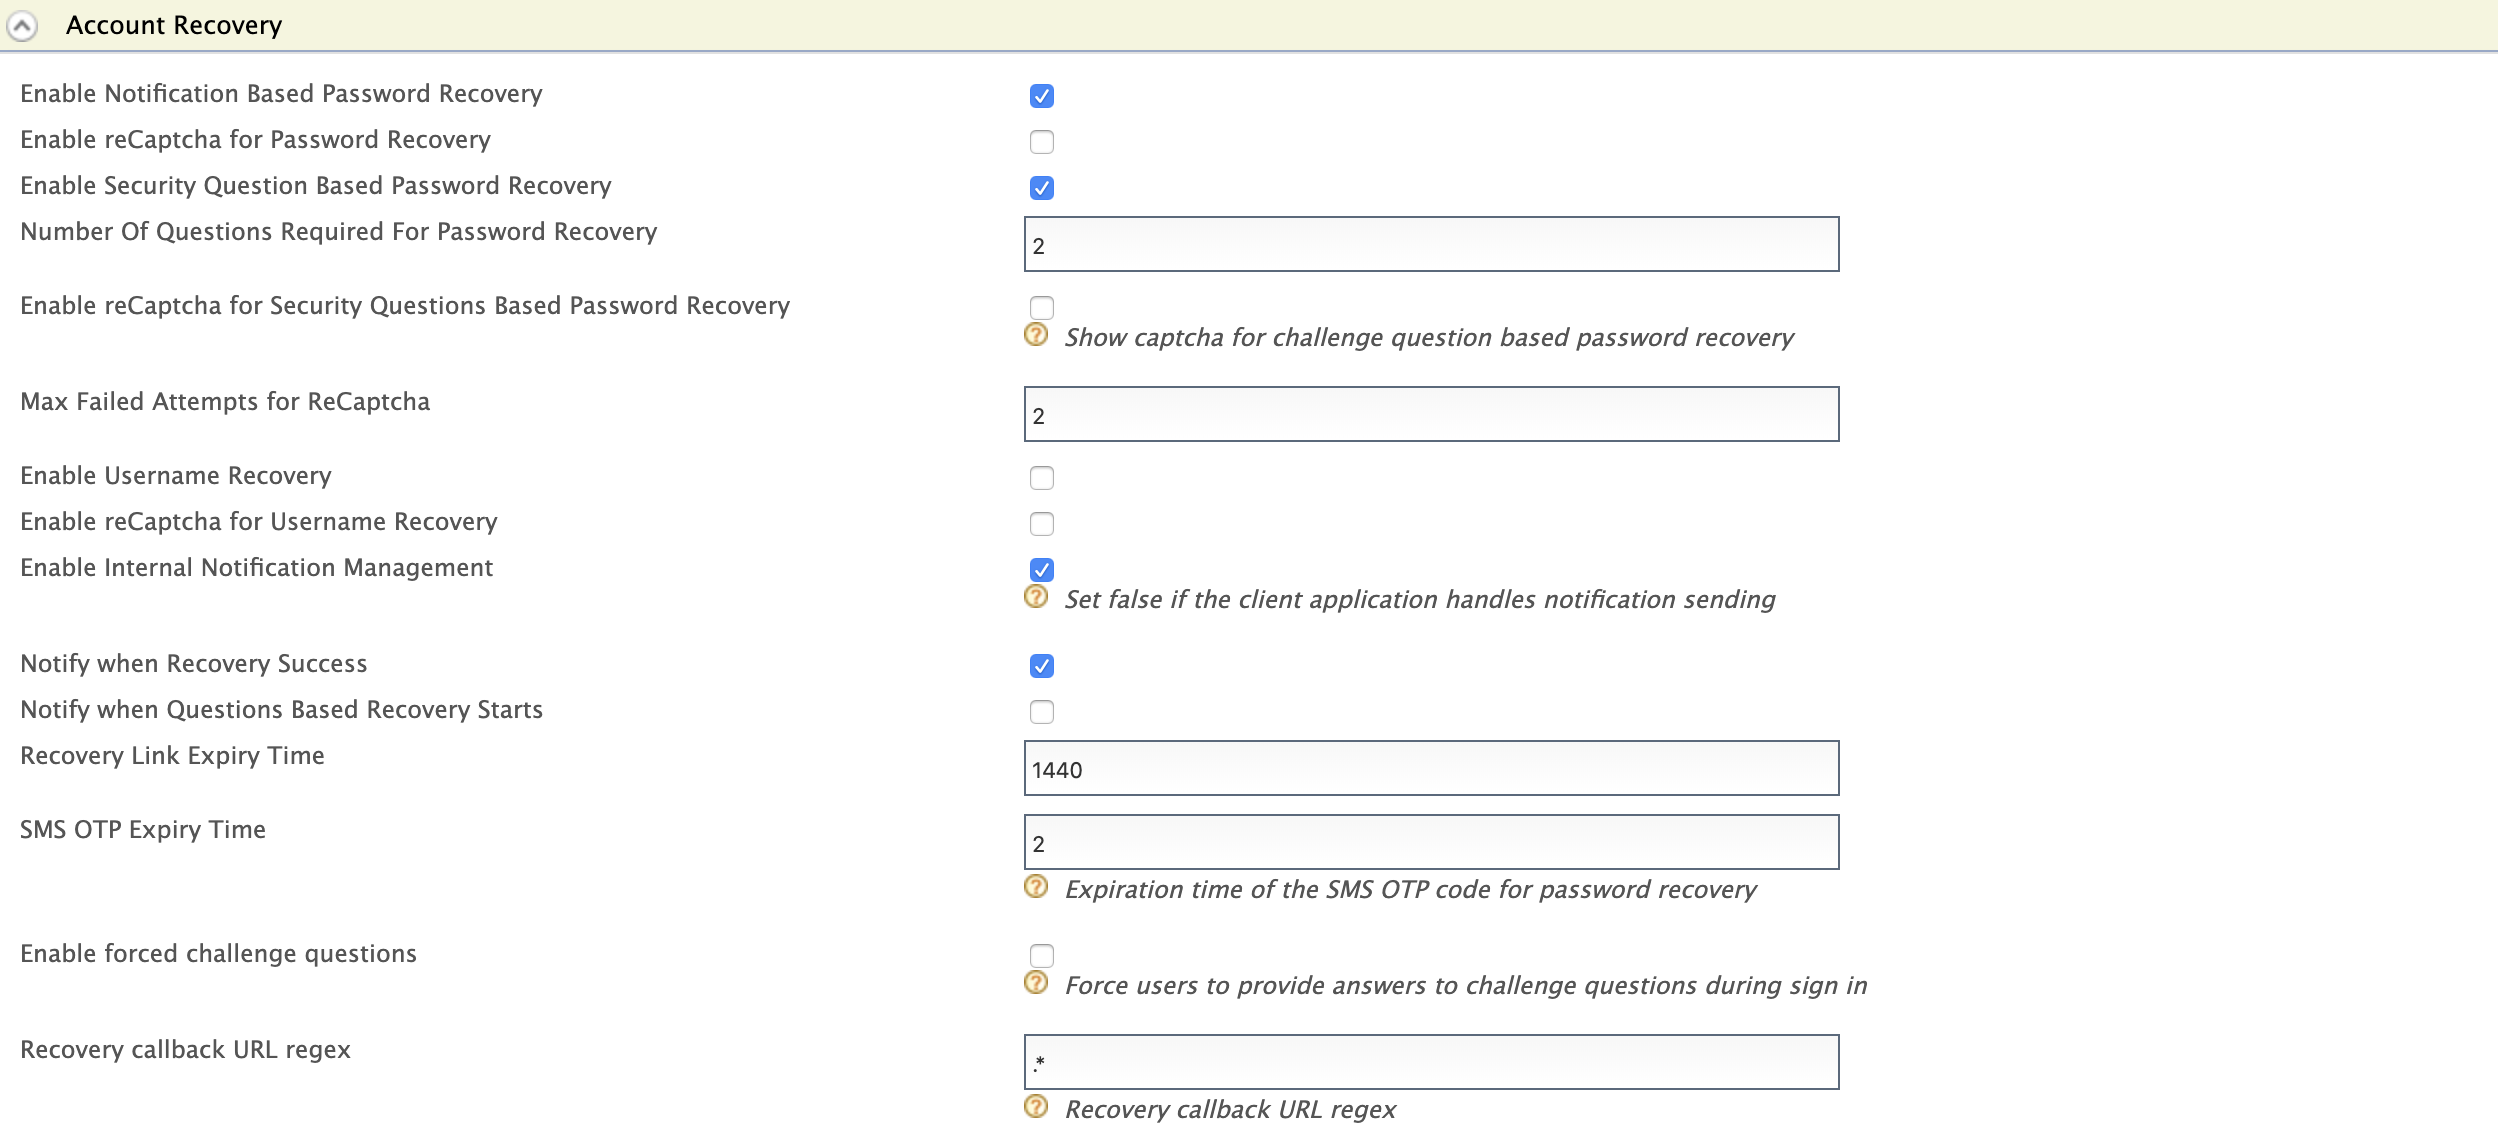 Account Recovery
Enable Notification Based Password Recovery
Enable reCaptcha for Password Recovery
Enable Security Question Based Password Recovery
Number Of Questions Required For Password Recovery
2
Enable reCaptcha for Security Questions Based Password Recovery
Show captcha for challenge question based password recovery
Max Failed Attempts for ReCaptcha
2
Enable Username Recovery
Enable reCaptcha for Username Recovery
Enable Internal Notification Management
Set false if the client application handles notification sending
Notify when Recovery Success
Notify when Questions Based Recovery Starts
Recovery Link Expiry Time
1440
SMS OTP Expiry Time
2
Expiration time of the SMS OTP code for password recovery
Enable forced challenge questions
Force users to provide answers to challenge questions during sign in
Recovery callback URL regex
.*
Recovery callback URL regex